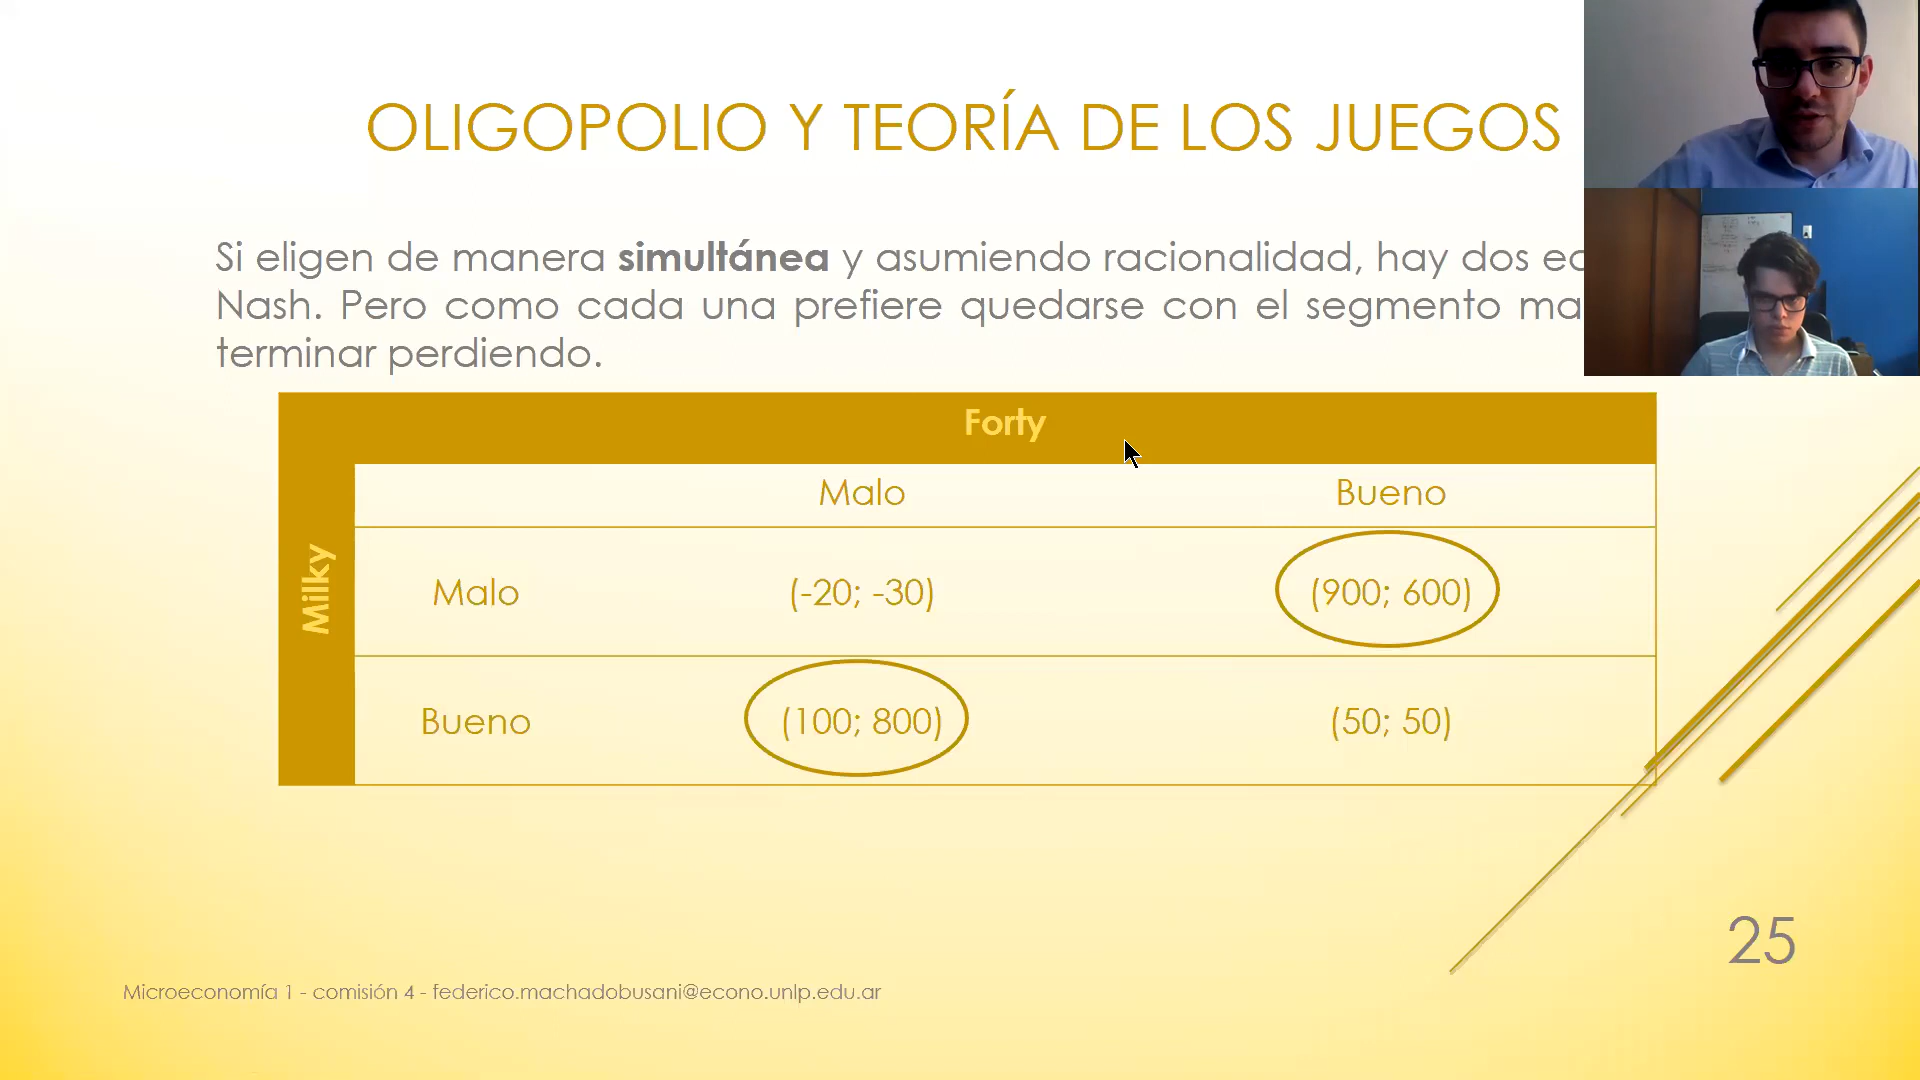 OLIGOPOLIO Y TEORÍA DE LOS JUEGOS
Si eligen de manera simultánea y asumiendo racionalidad, hay dos
Nash. Pero como cada una prefiere quedarse con el segmento
terminar perdiendo.
Forty
Malo Bueno
Milky
Malo (-20; -30) (900; 600)
Bueno (100; 800) (50; 50)
25
Microeconomía 1 - comisión 4 - federico.machadobusani@econo.unlp.edu.ar